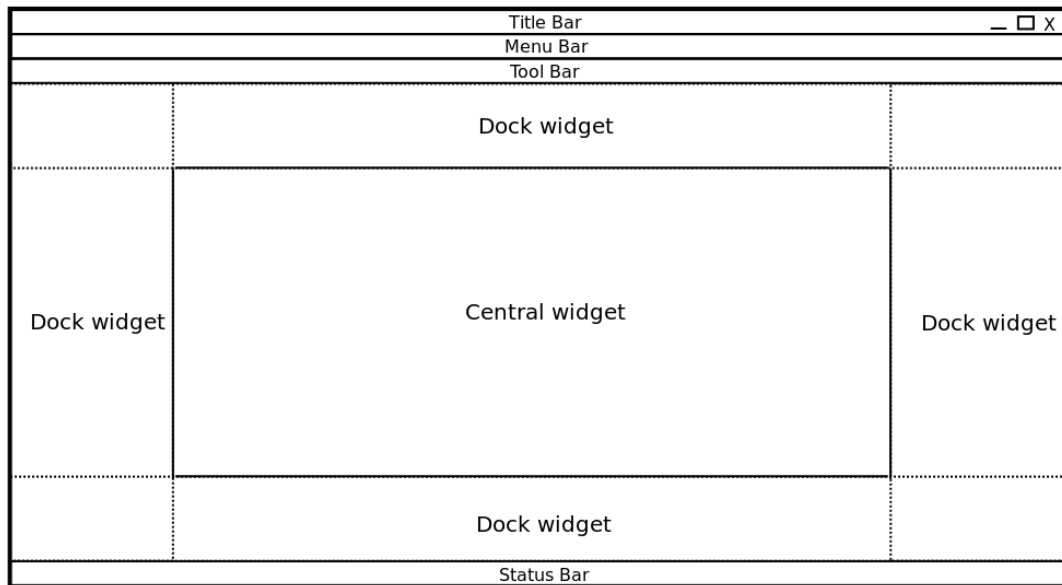 Title Bar
X
Menu Bar
Tool Bar
Dock widget
Dock widget
Central widget
Dock widget
Dock widget
Status Bar